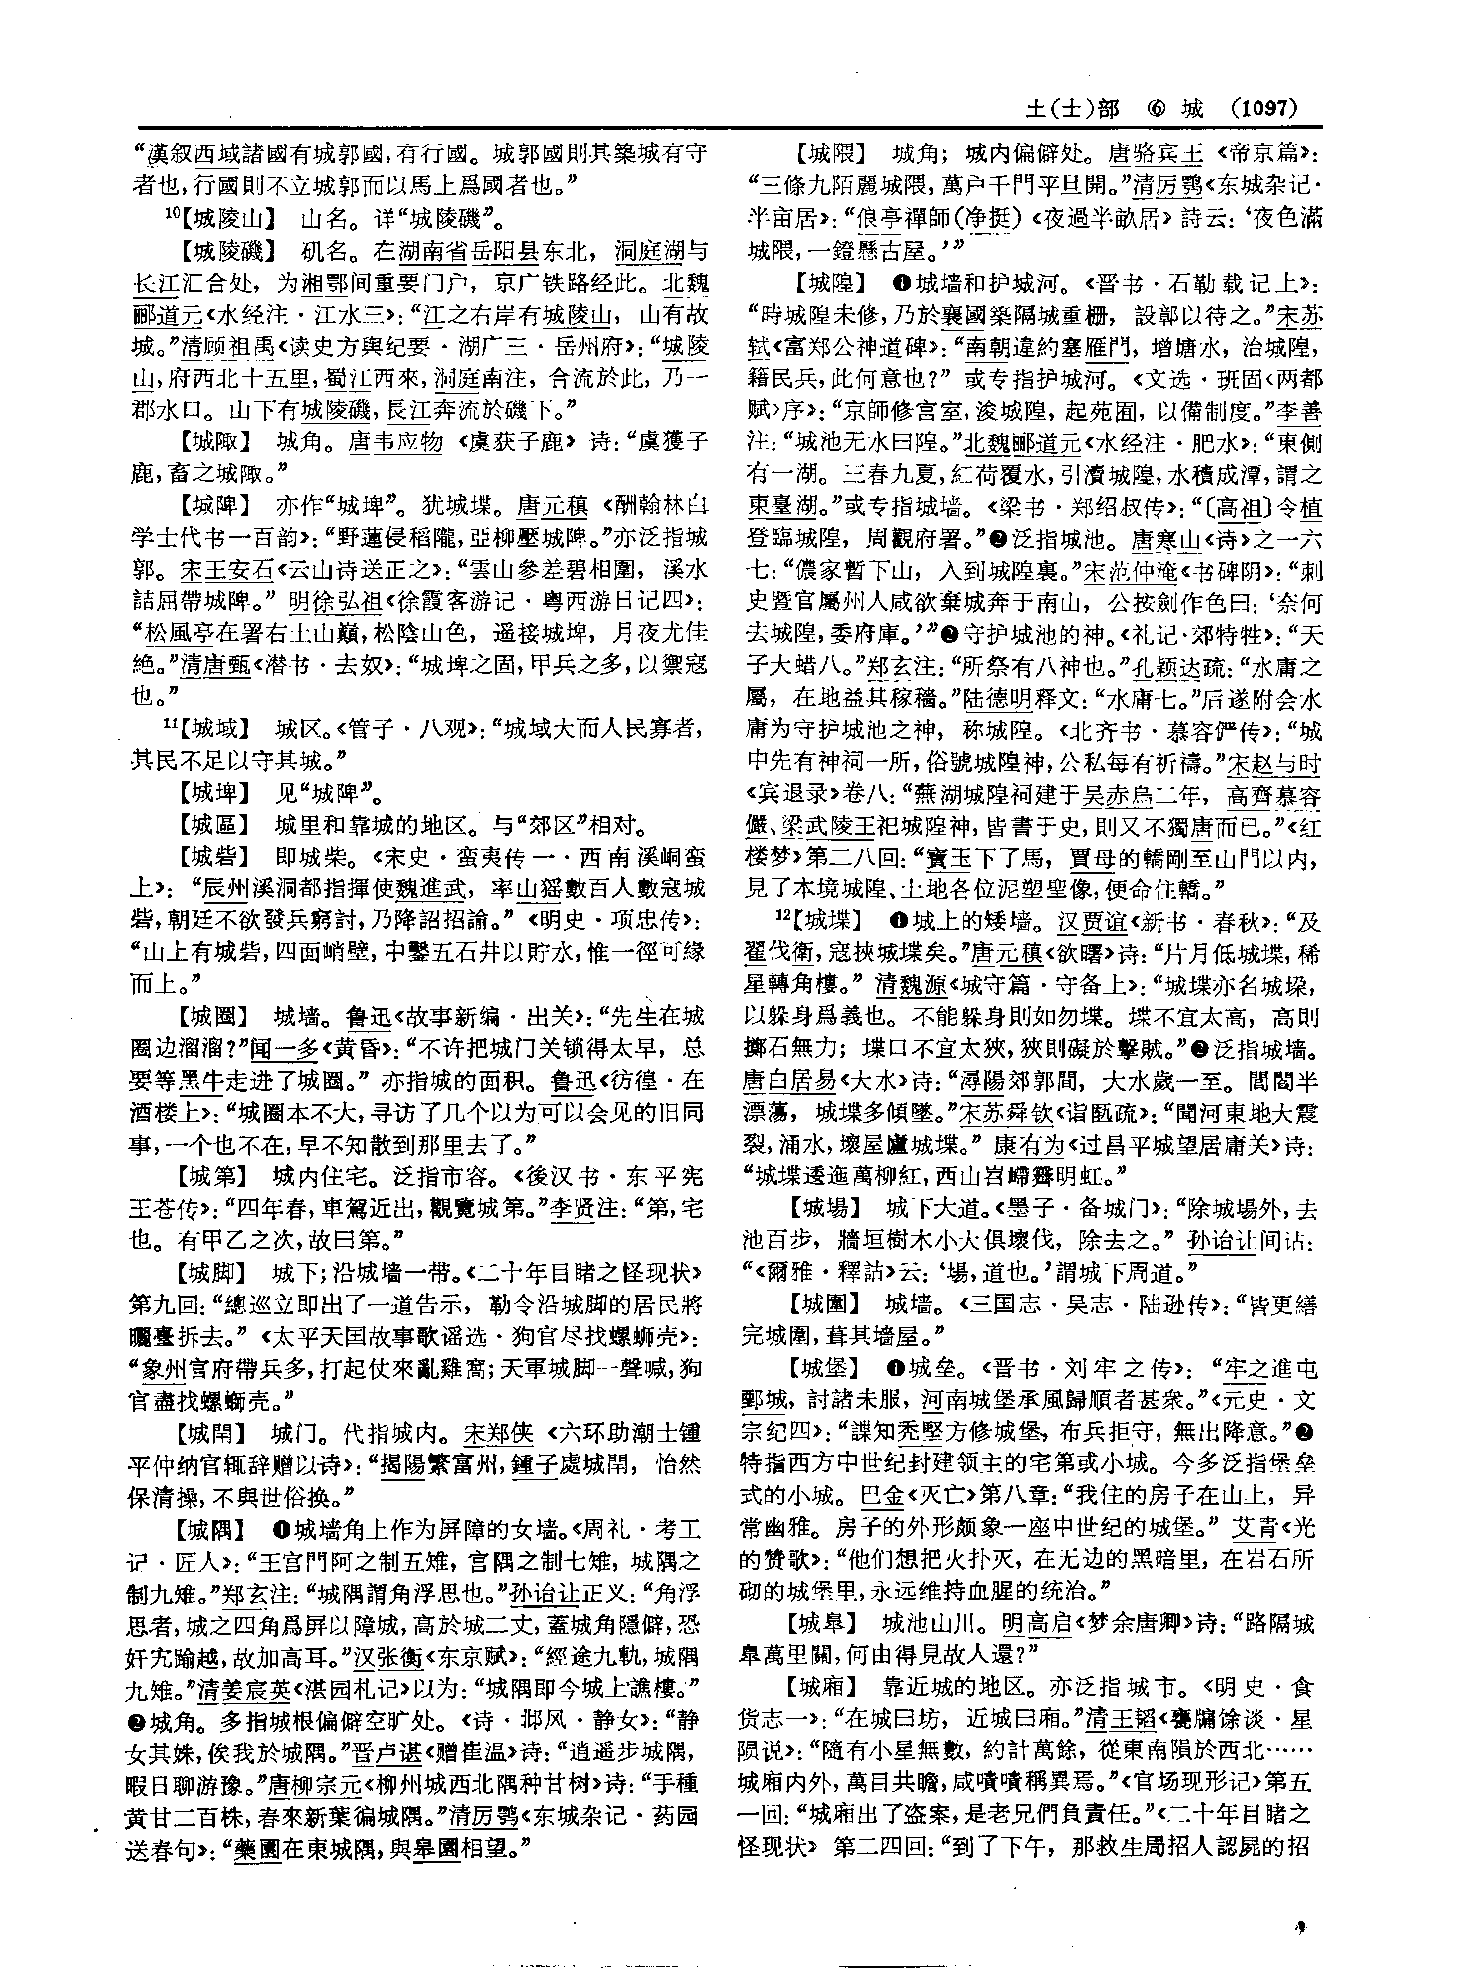 土(士)部 ⑥ 城 (1097)
“漢叙西域諸國有城郭國,有行國。城郭國則其築城有守
者也,行國則不立城郭而以馬上爲國者也。”
¹⁰【城陵山】 山名。详“城陵磯”。
【城陵磯】 矶名。在湖南省岳阳县东北，洞庭湖与
长江汇合处，为湘鄂间重要门户，京广铁路经此。北魏
郦道元《水经注·江水三》：“江之右岸有城陵山，山有故
城。”清顾祖禹《读史方舆纪要·湖广三·岳州府》：“城陵
山,府西北十五里,蜀江西來,洞庭南注，合流於此，乃一
郡水口。山下有城陵磯,長江奔流於磯下。”
【城陬】 城角。唐韦应物《虞获子鹿》诗：“虞獲子
鹿,畜之城陬。”
【城陴】 亦作“城埤”。犹城堞。唐元稹《酬翰林白
学士代书一百韵》：“野蓮侵稻隴,亞柳壓城陴。”亦泛指城
郭。宋王安石《云山诗送正之》：“雲山參差碧相圍，溪水
詰屈帶城陴。”明徐弘祖《徐霞客游记·粤西游日记四》：
“松風亭在署右土山巔,松陰山色，遥接城埤，月夜尤佳
絶。”清唐甄《潜书·去奴》：“城埤之固,甲兵之多,以禦寇
也。”
¹¹【城域】 城区。《管子·八观》：“城域大而人民寡者，
其民不足以守其城。”
【城埤】 见“城陴”。
【城區】 城里和靠城的地区。与“郊区”相对。
【城砦】 即城柴。《宋史·蛮夷传一·西南溪峒蛮
上》：“辰州溪洞都指揮使魏進武，率山猺數百人數寇城
砦,朝廷不欲發兵窮討,乃降詔招諭。”《明史·项忠传》：
“山上有城砦,四面峭壁,中鑿五石井以貯水,惟一徑可緣
而上。”
【城圈】 城墙。鲁迅《故事新编·出关》：“先生在城
圈边溜溜?”闻一多《黄昏》：“不许把城门关锁得太早，总
要等黑牛走进了城圈。”亦指城的面积。鲁迅《彷徨·在
酒楼上》：“城圈本不大,寻访了几个以为可以会见的旧同
事,一个也不在,早不知散到那里去了。”
【城第】 城内住宅。泛指市容。《後汉书·东平宪
王苍传》：“四年春,車駕近出,觀覽城第。”李贤注：“第,宅
也。有甲乙之次,故曰第。”
【城脚】 城下;沿城墙一带。《二十年目睹之怪现状》
第九回：“總巡立即出了一道告示，勒令沿城脚的居民將
曬臺拆去。”《太平天国故事歌谣选·狗官尽找螺蛳壳》：
“象州官府帶兵多,打起仗來亂雞窩;天軍城脚一聲喊,狗
官盡找螺螄壳。”
【城閈】 城门。代指城内。宋郑侠《六环助潮士锺
平仲纳官辄辞赠以诗》：“揭陽繁富州,鍾子處城閈，怡然
保清操,不與世俗换。”
【城隅】 ❶城墙角上作为屏障的女墙。《周礼·考工
记·匠人》：“王宫門阿之制五雉，宫隅之制七雉，城隅之
制九雉。”郑玄注：“城隅謂角浮思也。”孙诒让正义：“角浮
思者,城之四角爲屏以障城,高於城二丈,蓋城角隱僻,恐
奸宄踰越,故加高耳。”汉张衡《东京赋》：“經途九軌,城隅
九雉。”清姜宸英《湛园札记》以为：“城隅即今城上譙樓。”
❷城角。多指城根偏僻空旷处。《诗·邶风·静女》：“静
女其姝,俟我於城隅。”晋卢谌《赠崔温》诗：“逍遥步城隅，
暇日聊游豫。”唐柳宗元《柳州城西北隅种甘树》诗：“手種
黄甘二百株,春來新葉徧城隅。”清厉鹗《东城杂记·药园
送春句》：“藥園在東城隅,與皋園相望。”
【城隈】 城角；城内偏僻处。唐骆宾王《帝京篇》：
“三條九陌麗城隈,萬户千門平旦開。”清厉鹗《东城杂记·
半亩居》：“俍亭禪師(净挺)《夜過半畝居》詩云：‘夜色滿
城隈,一鐙懸古屋。’”
【城隍】 ❶城墙和护城河。《晋书·石勒载记上》：
“時城隍未修,乃於襄國築隔城重栅，設鄣以待之。”宋苏
轼《富郑公神道碑》：“南朝違約塞雁門，增塘水，治城隍，
籍民兵,此何意也?”或专指护城河。《文选·班固〈两都
赋〉序》：“京師修宫室,浚城隍，起苑囿，以備制度。”李善
注：“城池无水曰隍。”北魏郦道元《水经注·肥水》：“東側
有一湖。三春九夏,紅荷覆水,引瀆城隍,水積成潭,謂之
東臺湖。”或专指城墙。《梁书·郑绍叔传》：“〔高祖〕令植
登臨城隍，周觀府署。”❷泛指城池。唐寒山《诗》之一六
七：“儂家暫下山，入到城隍裏。”宋范仲淹《书碑阴》：“刺
史暨官屬州人咸欲棄城奔于南山，公按劍作色曰：‘奈何
去城隍,委府庫。’”❷守护城池的神。《礼记·郊特牲》：“天
子大蜡八。”郑玄注：“所祭有八神也。”孔颖达疏：“水庸之
屬，在地益其稼穡。”陆德明释文：“水庸七。”后遂附会水
庸为守护城池之神，称城隍。《北齐书·慕容俨传》：“城
中先有神祠一所,俗號城隍神,公私每有祈禱。”宋赵与时
《宾退录》卷八：“蕪湖城隍祠建于吴赤烏二年，高齊慕容
儼、梁武陵王祀城隍神,皆書于史,則又不獨唐而已。”《红
楼梦》第二八回：“寶玉下了馬，賈母的轎剛至山門以内，
見了本境城隍、土地各位泥塑聖像,便命住轎。”
¹²【城堞】 ❶城上的矮墙。汉贾谊《新书·春秋》：“及
翟伐衛,寇挾城堞矣。”唐元稹《欲曙》诗：“片月低城堞,稀
星轉角樓。”清魏源《城守篇·守备上》：“城堞亦名城垛，
以躲身爲義也。不能躲身則如勿堞。堞不宜太高，高則
擲石無力；堞口不宜太狹,狹則礙於擊賊。”❷泛指城墙。
唐白居易《大水》诗：“潯陽郊郭間，大水歲一至。閭閻半
漂蕩，城堞多傾墜。”宋苏舜钦《诣匦疏》：“聞河東地大震
裂,涌水,壞屋廬城堞。”康有为《过昌平城望居庸关》诗：
“城堞逶迤萬柳紅,西山岧嵽霽明虹。”
【城場】 城下大道。《墨子·备城门》：“除城場外,去
池百步，牆垣樹木小大俱壞伐，除去之。”孙诒让间诂：
“《爾雅·釋詁》云：‘場,道也。’謂城下周道。”
【城圍】 城墙。《三国志·吴志·陆逊传》：“皆更繕
完城圍,葺其墙屋。”
【城堡】 ❶城垒。《晋书·刘牢之传》：“牢之進屯
鄄城，討諸未服，河南城堡承風歸順者甚衆。”《元史·文
宗纪四》：“諜知秃堅方修城堡，布兵拒守，無出降意。”❷
特指西方中世纪封建领主的宅第或小城。今多泛指堡垒
式的小城。巴金《灭亡》第八章：“我住的房子在山上，异
常幽雅。房子的外形颇象一座中世纪的城堡。”艾青《光
的赞歌》：“他们想把火扑灭，在无边的黑暗里，在岩石所
砌的城堡里,永远维持血腥的统治。”
【城皋】 城池山川。明高启《梦余唐卿》诗：“路隔城
皋萬里關,何由得見故人還?”
【城廂】 靠近城的地区。亦泛指城市。《明史·食
货志一》：“在城曰坊，近城曰廂。”清王韬《甕牖馀谈·星
陨说》：“隨有小星無數，約計萬餘，從東南隕於西北……
城廂内外,萬目共瞻,咸嘖嘖稱異焉。”《官场现形记》第五
一回：“城廂出了盗案,是老兄們負責任。”《二十年目睹之
怪现状》第二四回：“到了下午，那救生局招人認屍的招